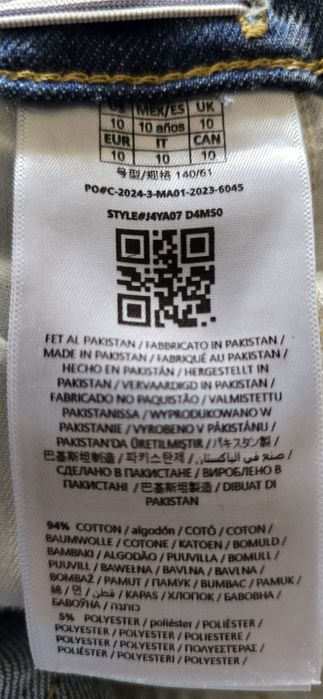 US MEX/ES UK
10 10 años 10
EUR IT CAN
10 10 10
号型/规格 140/61
PO#C-2024-3-MA01-2023-6045
STYLE#J4YA07 D4MS0
FET AL PAKISTAN / FABBRICATO IN PAKISTAN /
MADE IN PAKISTAN / FABRIQUÉ AU PAKISTAN /
HECHO EN PAKISTÁN / HERGESTELLT IN
PAKISTAN / VERVAARDIGD IN PAKISTAN /
FABRICADO NO PAQUISTÃO / VALMISTETTU
PAKISTANISSA / WYPRODUKOWANO W
PAKISTANIE / VYROBENO V PÁKISTÁNU /
PAKISTAN'DA ÜRETILMIŞTIR / パキスタン製 /
巴基斯坦制造 / 파키스탄제 / صنع في الباكستان /
СДЕЛАНО В ПАКИСТАНЕ / ВИРОБЛЕНО В
ПАКИСТАНІ / 巴基斯坦製造 / DIBUAT DI
PAKISTAN
94% COTTON / algodón / COTÓ / COTON /
BAUMWOLLE / COTONE / KATOEN / BOMULD /
BAMBAKI / ALGODÃO / PUUVILLA / BOMULL /
PUUVILL / BAWEŁNA / BAVLNA / BAVLNA /
BOMBAŽ / PAMUT / ПАМУК / BUMBAC / PAMUK /
綿 / 면 / قطن / КАРАS / ХЛОПОК / БАВОВНА /
БАВОЎНА / כותנה
5% POLYESTER / poliéster / POLIÈSTER /
POLYESTER / POLYESTER / POLIESTERE /
POLYESTER / POLYESTER / ΠΟΛΥΕΣΤΕΡΑΣ /
POLIÉSTER / POLYESTERI / POLYESTER /